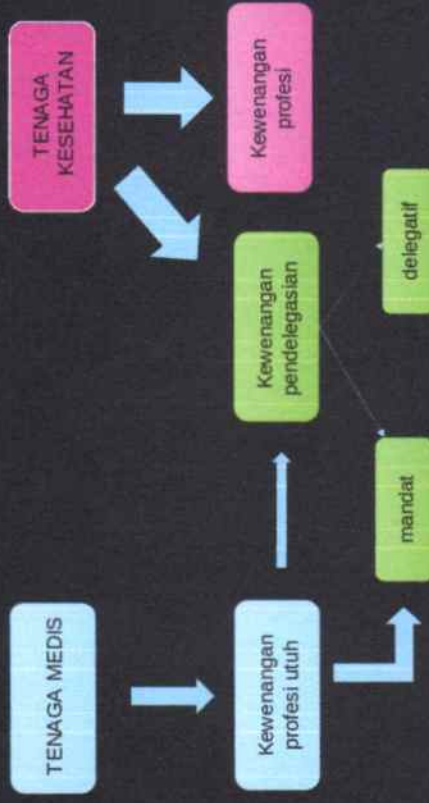 TENAGA MEDIS
TENAGA
KESEHATAN
Kewenangan
profesi utuh
Kewenangan
pendelegasian
Kewenangan
profesi
mandat
delegatif